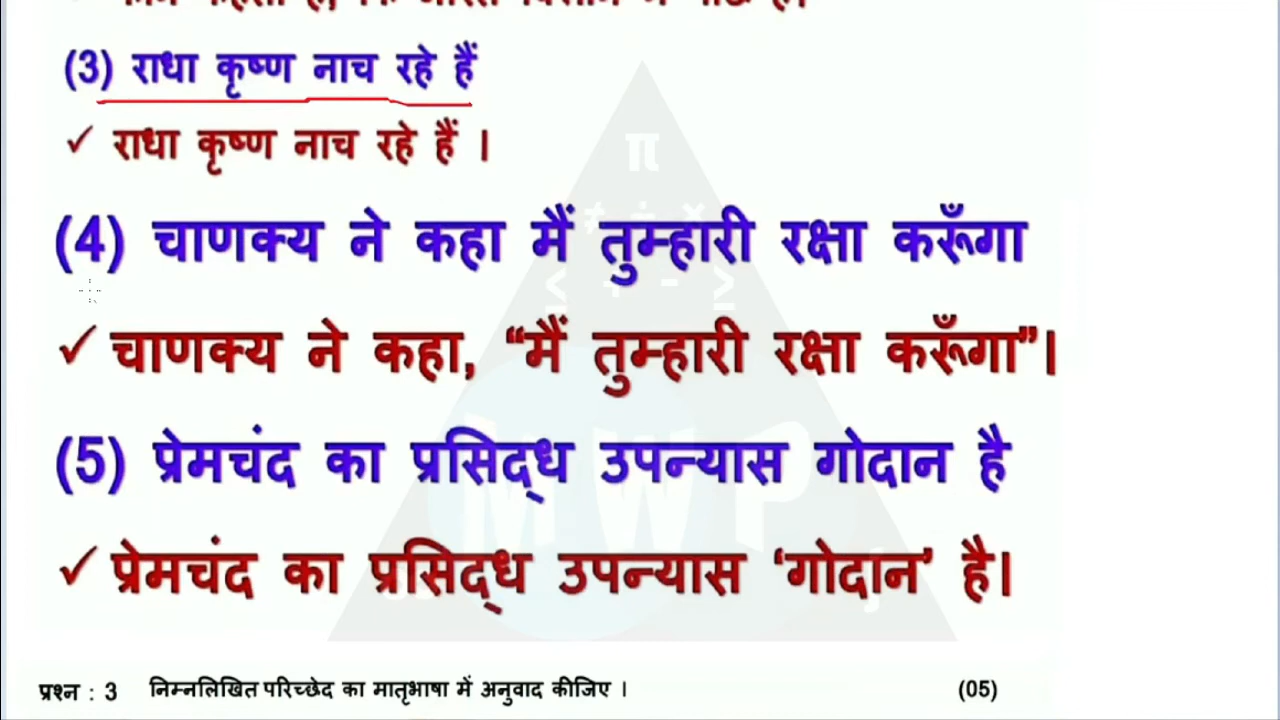 (3) राधा कृष्ण नाच रहे हैं
✓ राधा कृष्ण नाच रहे हैं ।
(4) चाणक्य ने कहा मैं तुम्हारी रक्षा करूँगा
✓ चाणक्य ने कहा, “मैं तुम्हारी रक्षा करूँगा”।
(5) प्रेमचंद का प्रसिद्ध उपन्यास गोदान है
✓ प्रेमचंद का प्रसिद्ध उपन्यास ‘गोदान’ है।
प्रश्न : 3 निम्नलिखित परिच्छेद का मातृभाषा में अनुवाद कीजिए । (05)
π
≠ ÷ ×
< + - ≥
MWP